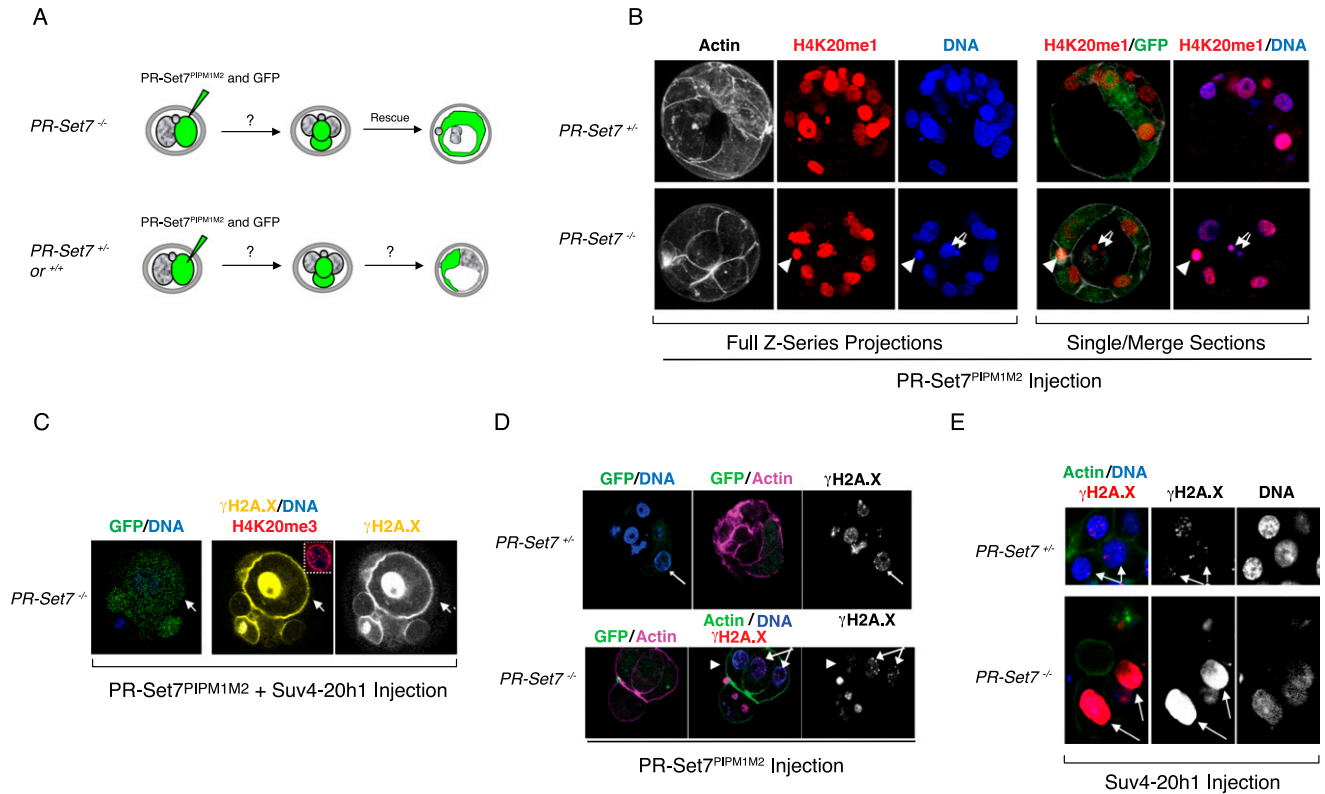 A
PR-Set7PIPM1M2 and GFP
PR-Set7 -/-
?
Rescue
PR-Set7PIPM1M2 and GFP
PR-Set7 +/-
or +/+
?
?
B
Actin
H4K20me1
DNA
H4K20me1/GFP
H4K20me1/DNA
PR-Set7 +/-
PR-Set7 -/-
Full Z-Series Projections
Single/Merge Sections
PR-Set7PIPM1M2 Injection
C
GFP/DNA
γH2A.X/DNA
H4K20me3
γH2A.X
PR-Set7 -/-
PR-Set7PIPM1M2 + Suv4-20h1 Injection
D
GFP/DNA
GFP/Actin
γH2A.X
PR-Set7 +/-
GFP/Actin
Actin/DNA
γH2A.X
γH2A.X
PR-Set7 -/-
PR-Set7PIPM1M2 Injection
E
Actin/DNA
γH2A.X
γH2A.X
DNA
PR-Set7 +/-
PR-Set7 -/-
Suv4-20h1 Injection